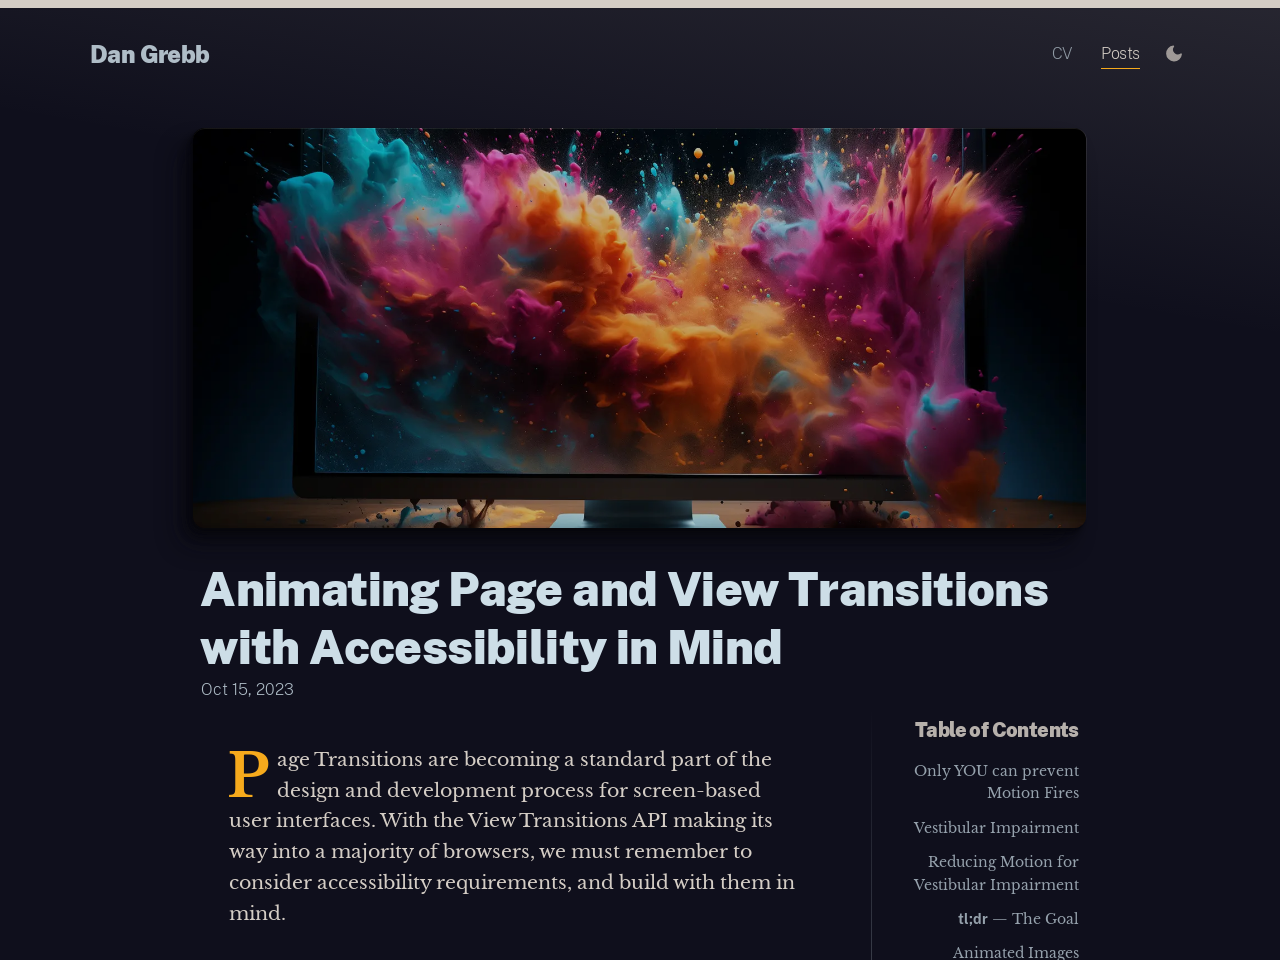 Dan Grebb
CV
Posts
Animating Page and View Transitions
with Accessibility in Mind
Oct 15, 2023
Page Transitions are becoming a standard part of the
design and development process for screen-based
user interfaces. With the View Transitions API making its
way into a majority of browsers, we must remember to
consider accessibility requirements, and build with them in
mind.
Table of Contents
Only YOU can prevent
Motion Fires
Vestibular Impairment
Reducing Motion for
Vestibular Impairment
tl;dr — The Goal
Animated Images